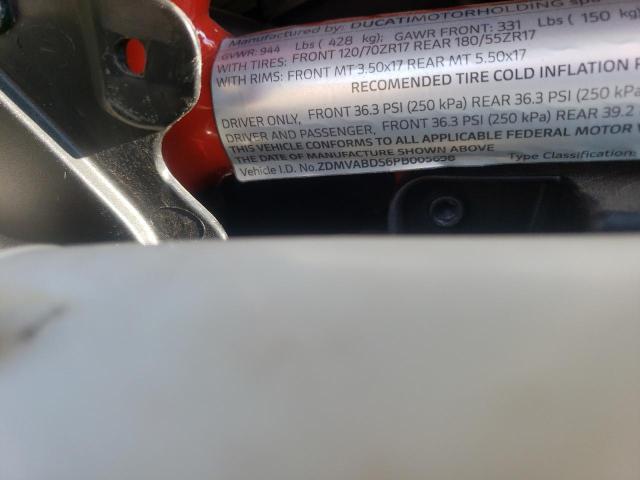 Manufactured by: DUCATIMOTORHOLDING
GVWR: 944 Lbs ( 428 kg); GAWR FRONT: 331 Lbs ( 150 kg
WITH TIRES: FRONT 120/70ZR17 REAR 180/55ZR17
WITH RIMS: FRONT MT 3.50x17 REAR MT 5.50x17
RECOMENDED TIRE COLD INFLATION
DRIVER ONLY, FRONT 36.3 PSI (250 kPa) REAR 36.3 PSI (250 kPa)
DRIVER AND PASSENGER, FRONT 36.3 PSI (250 kPa) REAR 39.2
THIS VEHICLE CONFORMS TO ALL APPLICABLE FEDERAL MOTOR
THE DATE OF MANUFACTURE SHOWN ABOVE
Vehicle I.D. No. Type Classification: